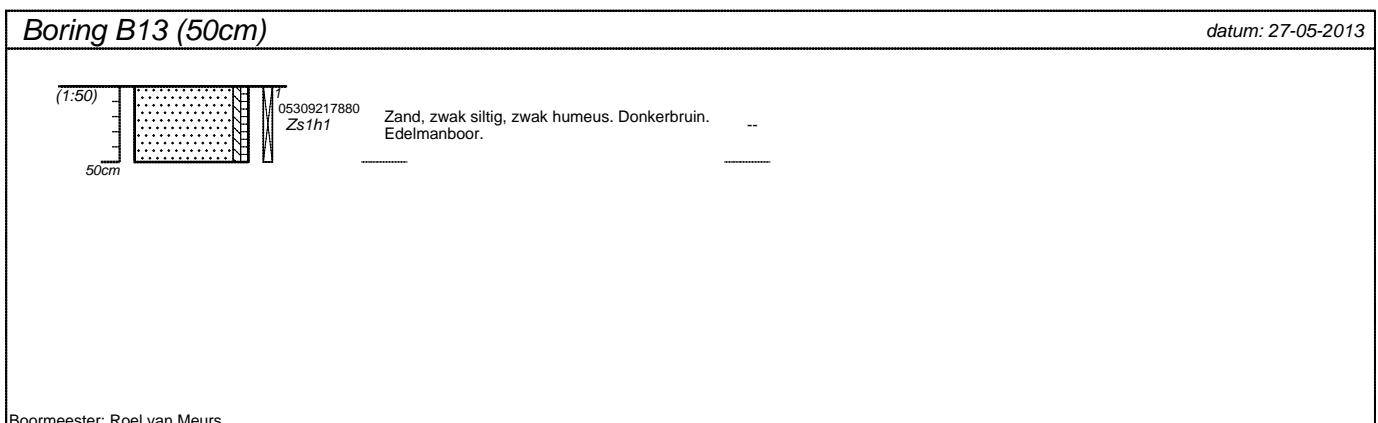 Boring B13 (50cm)
datum: 27-05-2013
(1:50)
1
05309217880
Zs1h1
Zand, zwak siltig, zwak humeus. Donkerbruin.
Edelmanboor.
--
50cm
Boormeester: Roel van Meurs